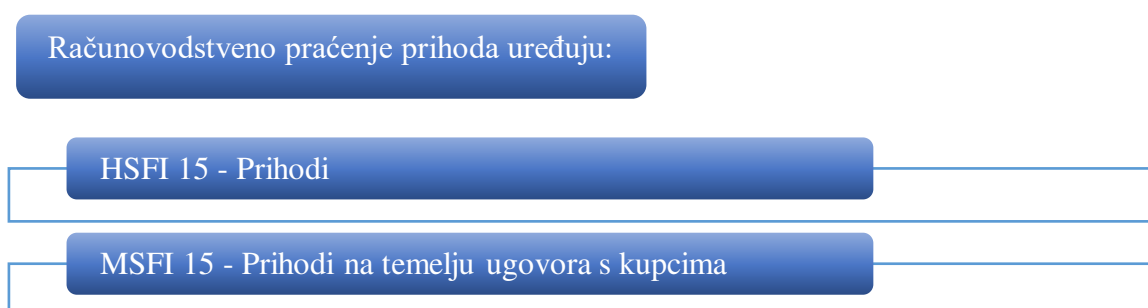 Računovodstveno praćenje prihoda uređuju:
HSFI 15 - Prihodi
MSFI 15 - Prihodi na temelju ugovora s kupcima